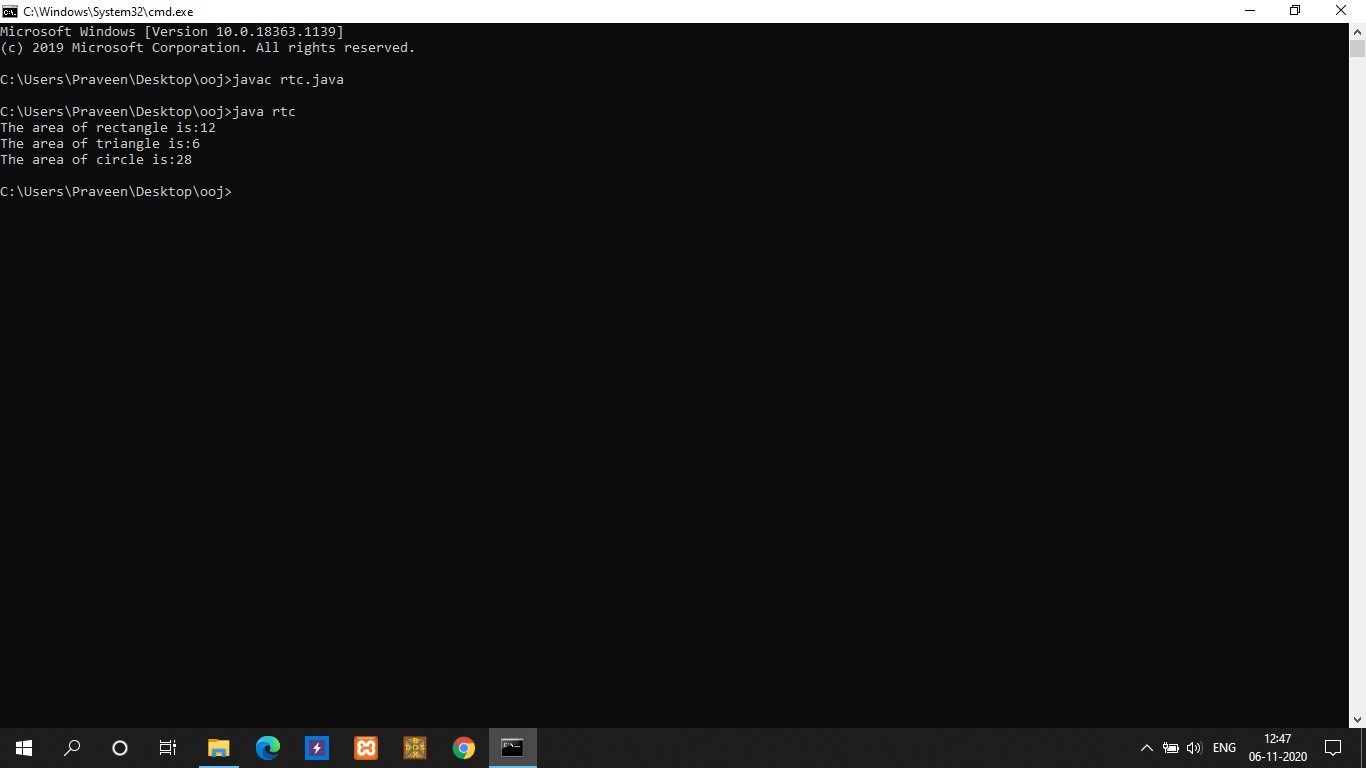 C:\Windows\System32\cmd.exe
Microsoft Windows [Version 10.0.18363.1139]
(c) 2019 Microsoft Corporation. All rights reserved.
C:\Users\Praveen\Desktop\ooj>javac rtc.java
C:\Users\Praveen\Desktop\ooj>java rtc
The area of rectangle is:12
The area of triangle is:6
The area of circle is:28
C:\Users\Praveen\Desktop\ooj>
ENG
12:47
06-11-2020